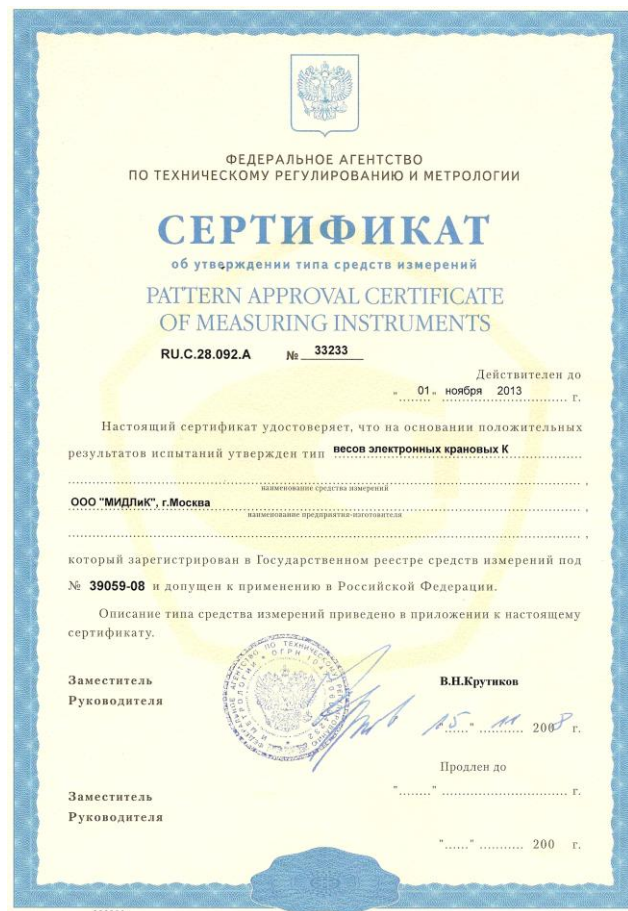 ФЕДЕРАЛЬНОЕ АГЕНТСТВО
ПО ТЕХНИЧЕСКОМУ РЕГУЛИРОВАНИЮ И МЕТРОЛОГИИ
СЕРТИФИКАТ
об утверждении типа средств измерений
PATTERN APPROVAL CERTIFICATE
OF MEASURING INSTRUMENTS
RU.C.28.092.A № 33233
Действителен до
" 01 " ноября 2013 г.
Настоящий сертификат удостоверяет, что на основании положительных
результатов испытаний утвержден тип весов электронных крановых К
наименование средства измерений
ООО "МИДЛиК", г.Москва
наименование предприятия-изготовителя
который зарегистрирован в Государственном реестре средств измерений под
№ 39059-08 и допущен к применению в Российской Федерации.
Описание типа средства измерений приведено в приложении к настоящему
сертификату.
Заместитель
Руководителя
В.Н.Крутиков
"15" 11 2008 г.
Продлен до
"........" ........................ г.
Заместитель
Руководителя
"......" ........... 200 г.